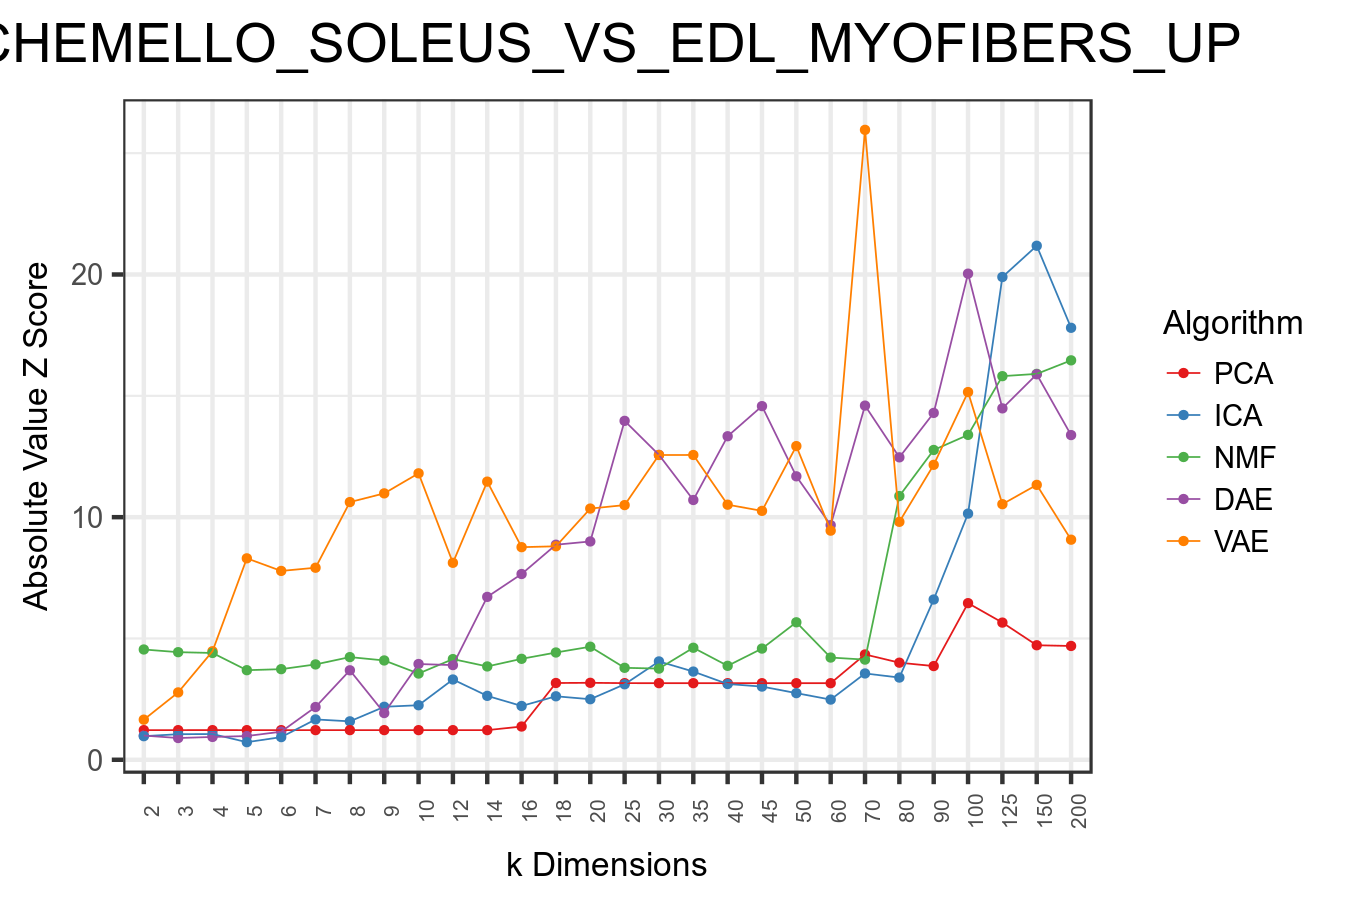 CHEMELLO_SOLEUS_VS_EDL_MYOFIBERS_UP
Absolute Value Z Score
20
10
0
2 3 4 5 6 7 8 9 10 12 14 16 18 20 25 30 35 40 45 50 60 70 80 90 100 125 150 200
k Dimensions
Algorithm
PCA
ICA
NMF
DAE
VAE